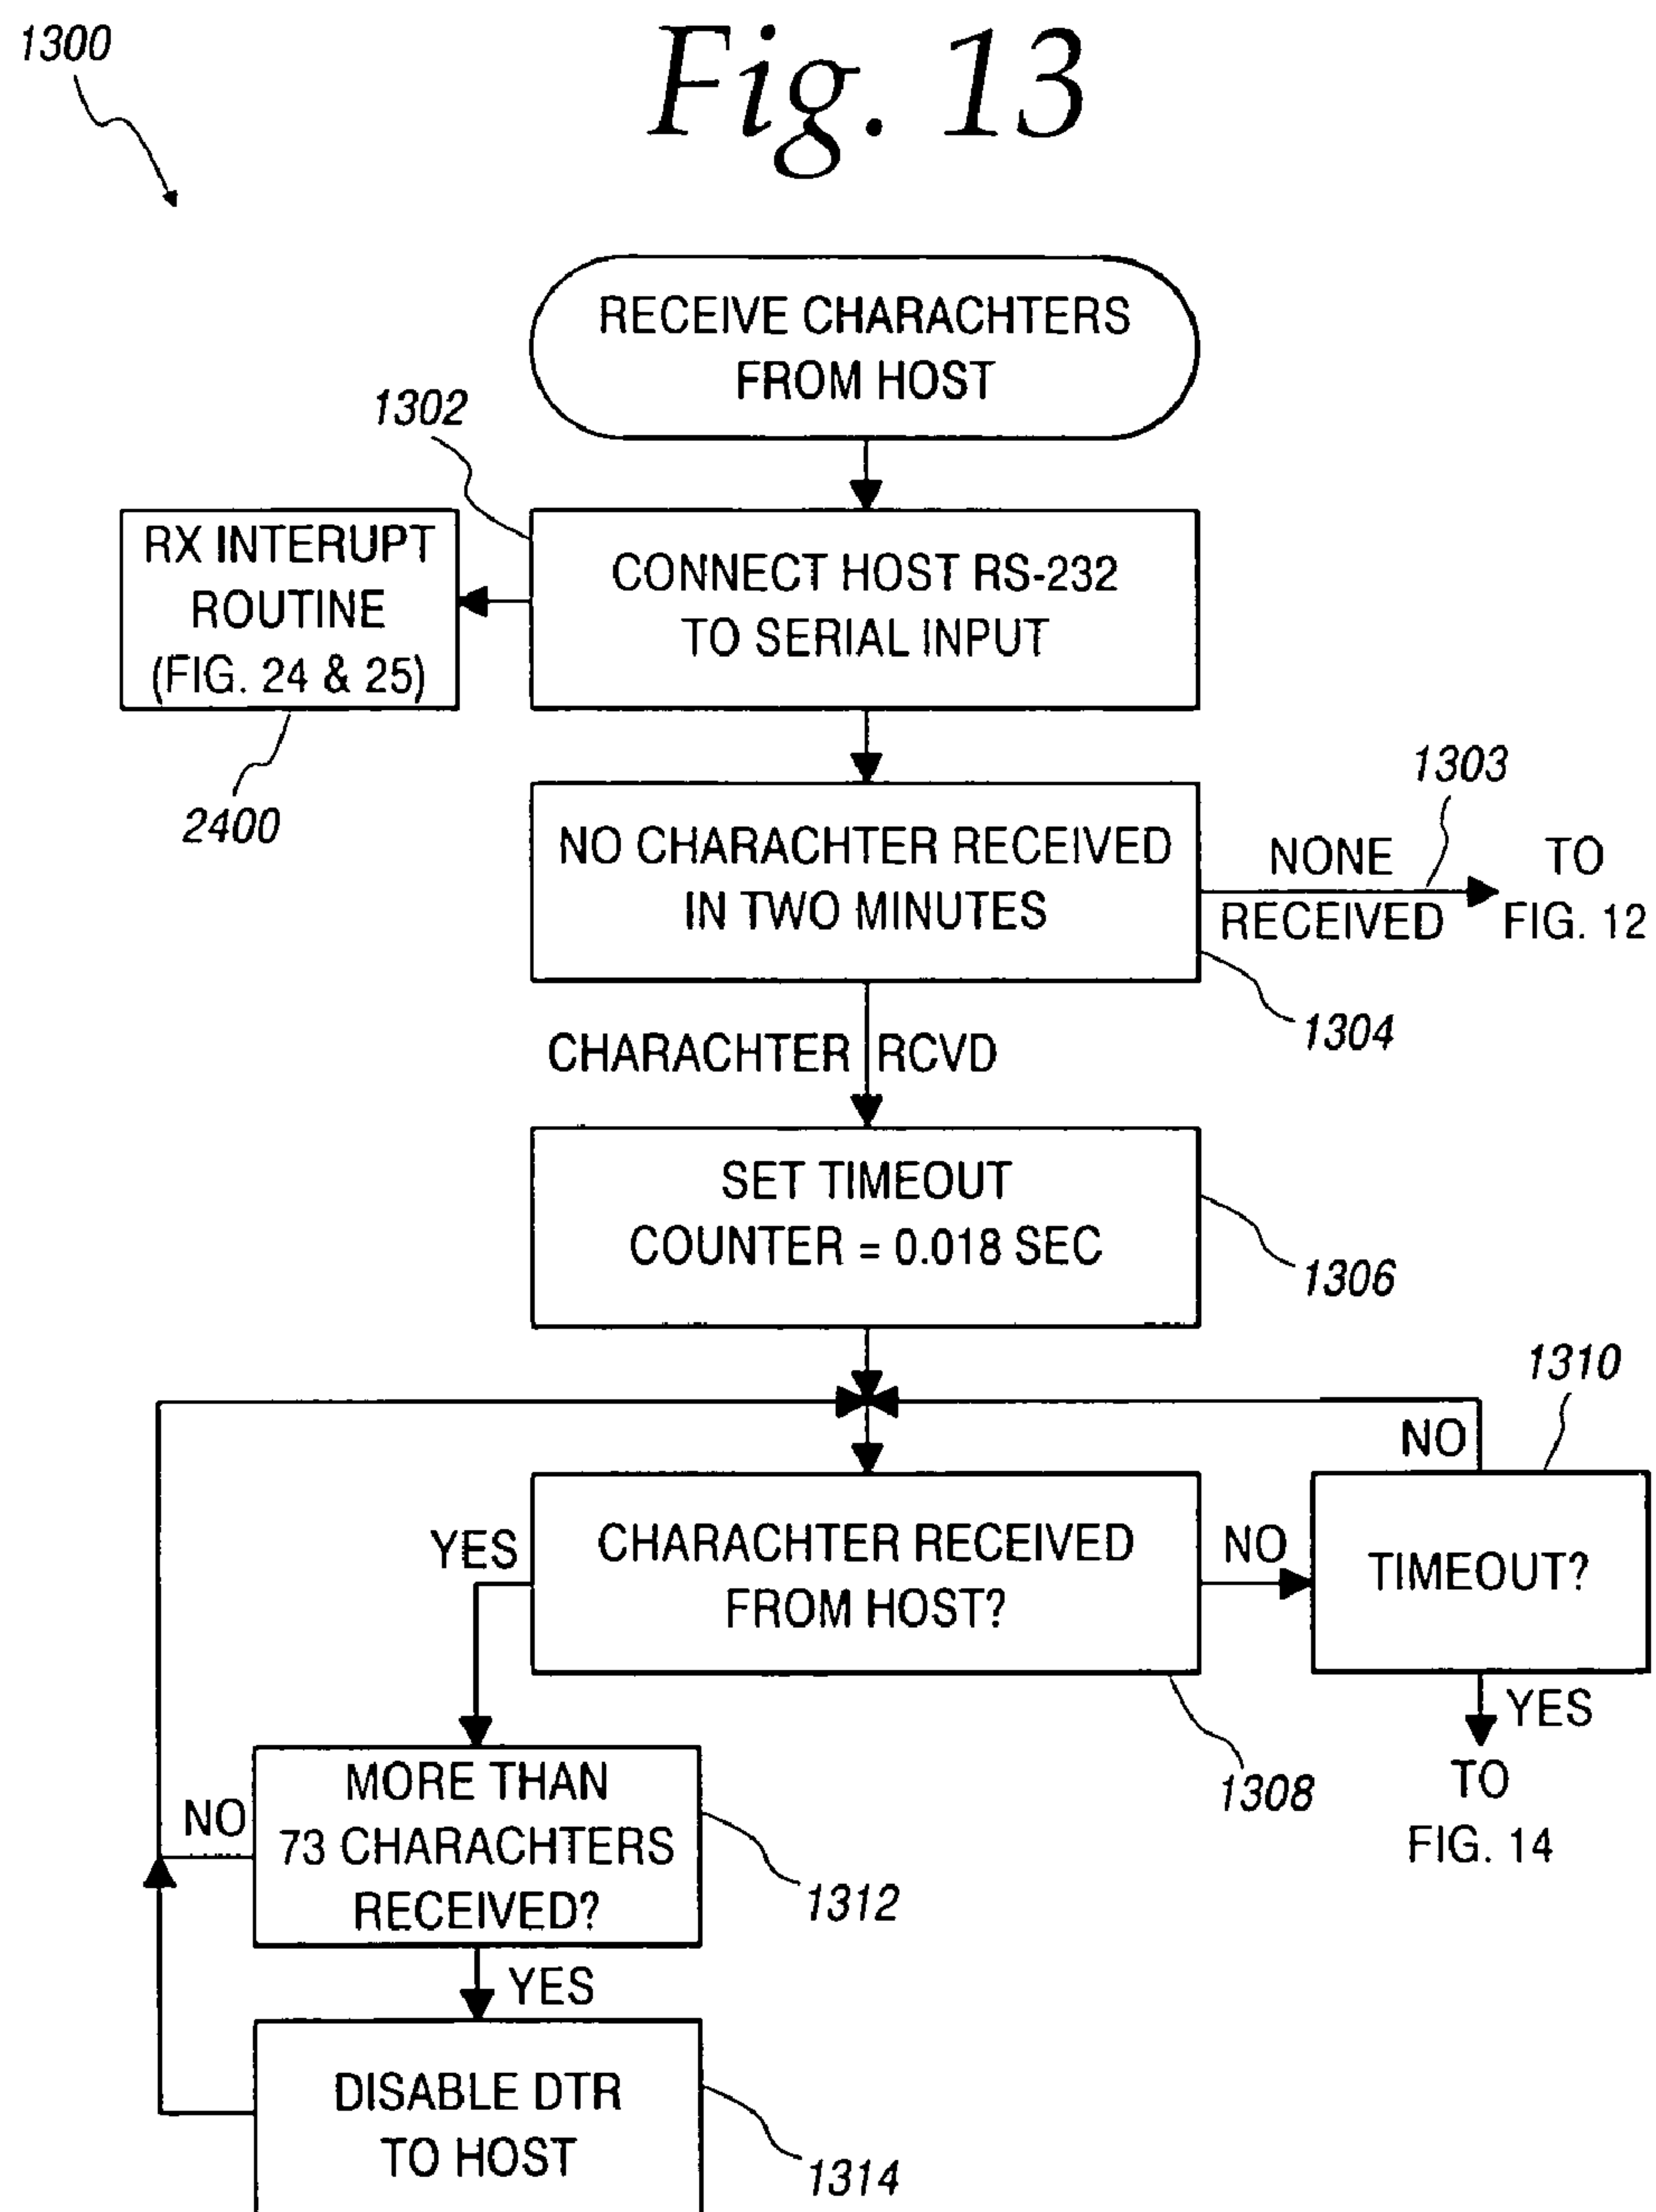 1300
Fig. 13
RECEIVE CHARACHTERS
FROM HOST
1302
RX INTERUPT
ROUTINE
(FIG. 24 & 25)
2400
CONNECT HOST RS-232
TO SERIAL INPUT
1303
NO CHARACHTER RECEIVED
IN TWO MINUTES
NONE
RECEIVED
TO
FIG. 12
1304
CHARACHTER RCVD
SET TIMEOUT
COUNTER = 0.018 SEC
1306
1310
NO
YES
CHARACHTER RECEIVED
FROM HOST?
NO
TIMEOUT?
YES
TO
FIG. 14
1308
MORE THAN
73 CHARACHTERS
RECEIVED?
NO
1312
YES
DISABLE DTR
TO HOST
1314